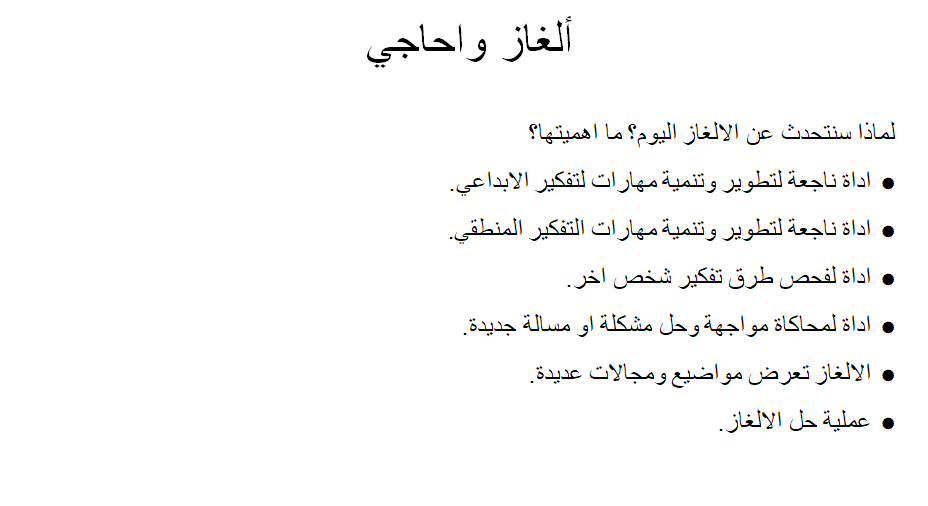 ألغاز واحاجي
لماذا سنتحدث عن الالغاز اليوم؟ ما اهميتها؟
● اداة ناجعة لتطوير وتنمية مهارات لتفكير الابداعي.
● اداة ناجعة لتطوير وتنمية مهارات التفكير المنطقي.
● اداة لفحص طرق تفكير شخص اخر.
● اداة لمحاكاة مواجهة وحل مشكلة او مسالة جديدة.
● الالغاز تعرض مواضيع ومجالات عديدة.
● عملية حل الالغاز.